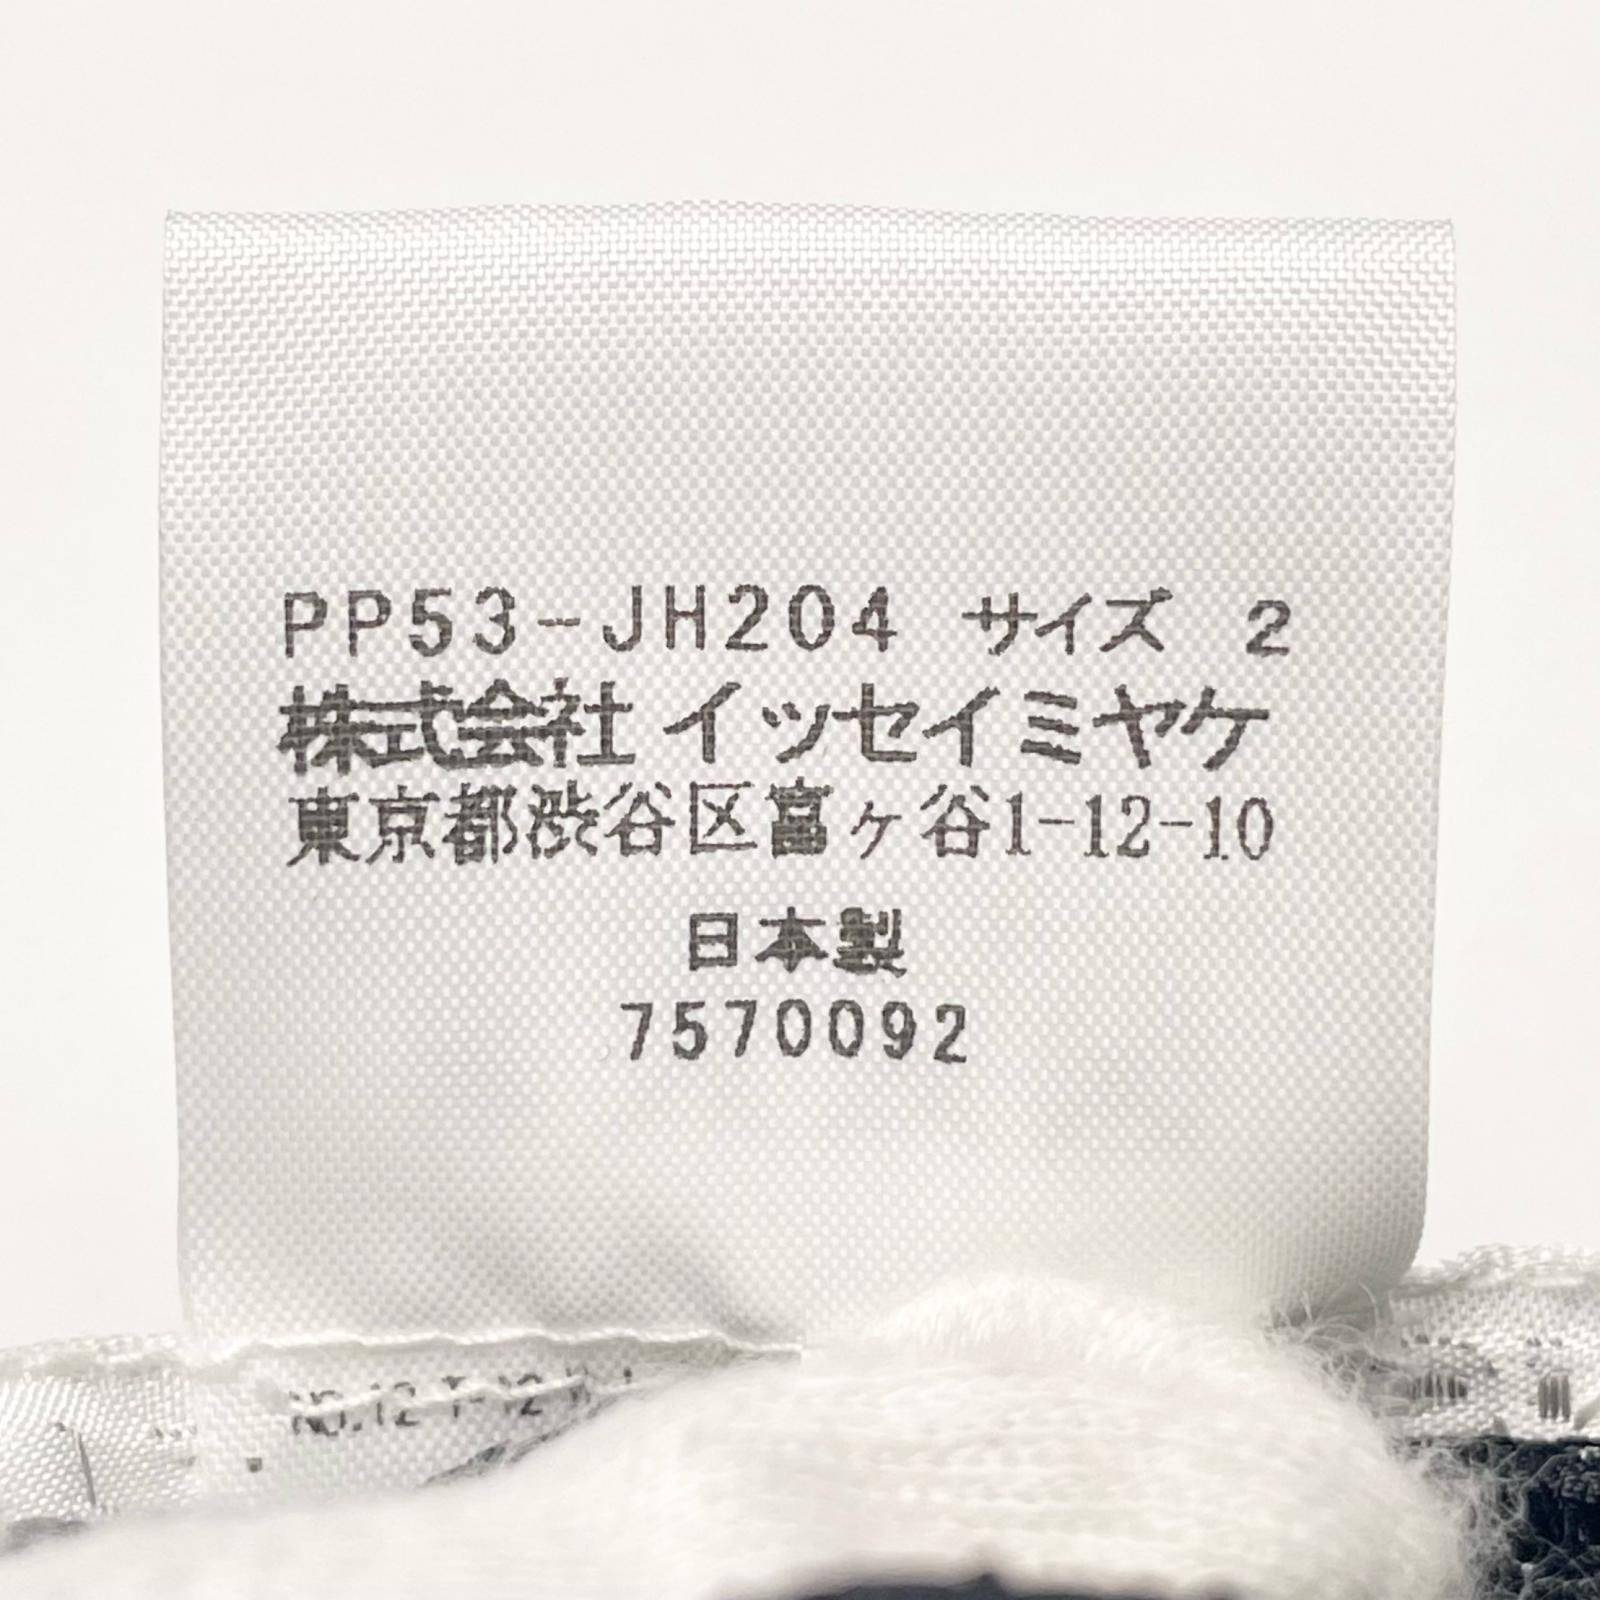 PP53-JH204 サイズ 2
株式会社 イッセイミヤケ
東京都渋谷区富ヶ谷1-12-10
日本製
7570092